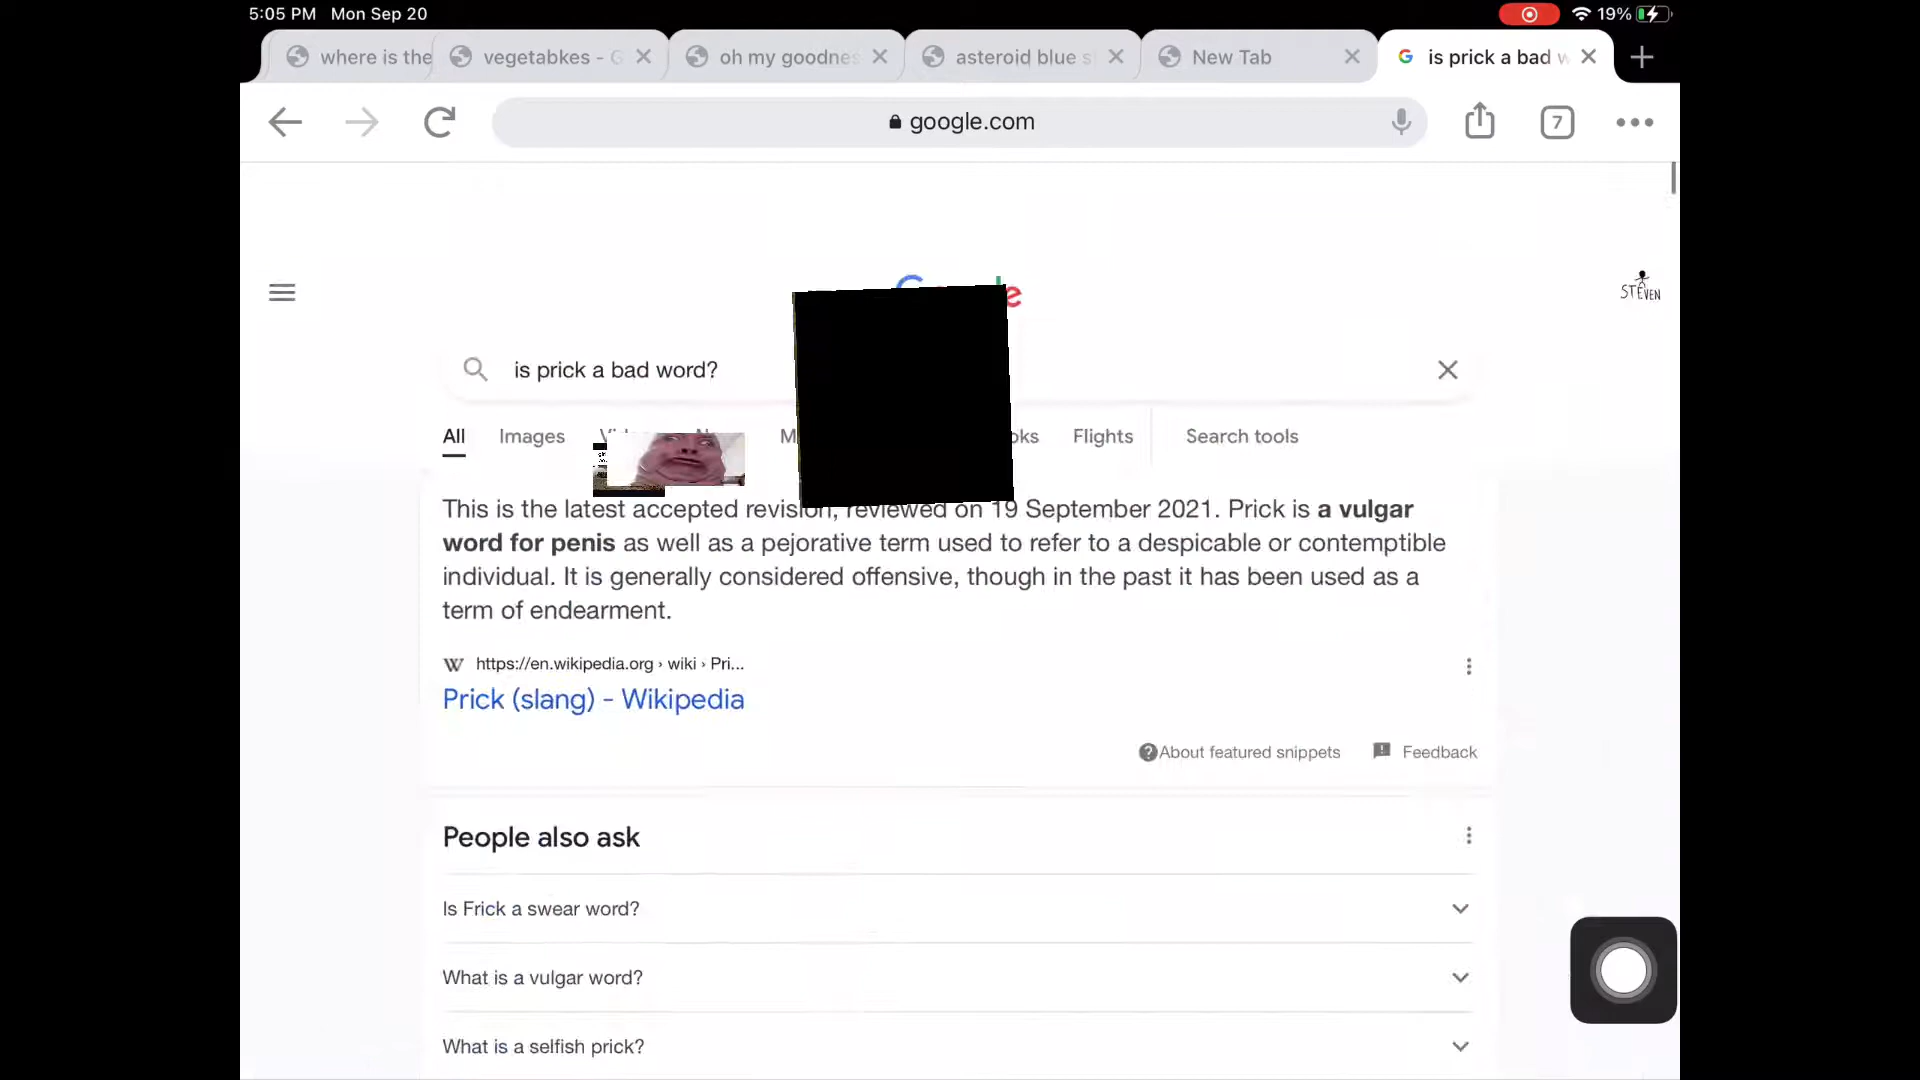 5:05 PM Mon Sep 20
19%
where is the
vegetabkes - G
oh my goodnes
asteroid blue s
New Tab
is prick a bad w
google.com
7
STEVEN
is prick a bad word?
All Images Flights Search tools
This is the latest accepted revision, reviewed on 19 September 2021. Prick is a vulgar
word for penis as well as a pejorative term used to refer to a despicable or contemptible
individual. It is generally considered offensive, though in the past it has been used as a
term of endearment.
https://en.wikipedia.org › wiki › Pri...
Prick (slang) - Wikipedia
About featured snippets Feedback
People also ask
Is Frick a swear word?
What is a vulgar word?
What is a selfish prick?